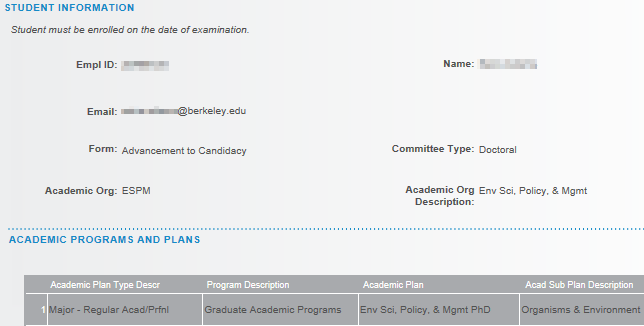 STUDENT INFORMATION
Student must be enrolled on the date of examination.
Empl ID:
Name:
Email: @berkeley.edu
Form: Advancement to Candidacy
Committee Type: Doctoral
Academic Org: ESPM
Academic Org Description: Env Sci, Policy, & Mgmt
ACADEMIC PROGRAMS AND PLANS
Academic Plan Type Descr Program Description Academic Plan Acad Sub Plan Description
1 Major - Regular Acad/Prfnl Graduate Academic Programs Env Sci, Policy, & Mgmt PhD Organisms & Environment